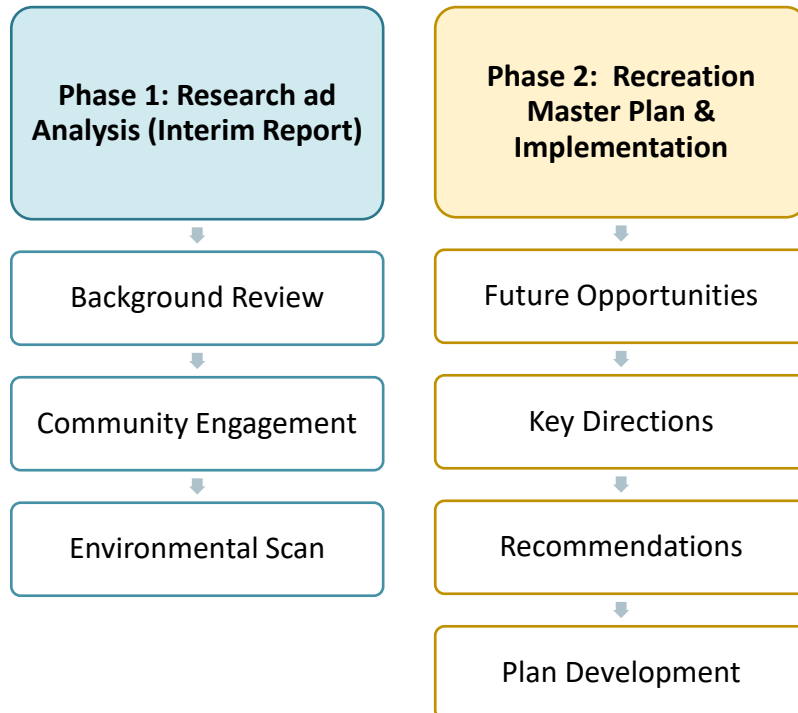 Phase 1: Research ad
Analysis (Interim Report)
Background Review
Community Engagement
Environmental Scan
Phase 2: Recreation
Master Plan &
Implementation
Future Opportunities
Key Directions
Recommendations
Plan Development